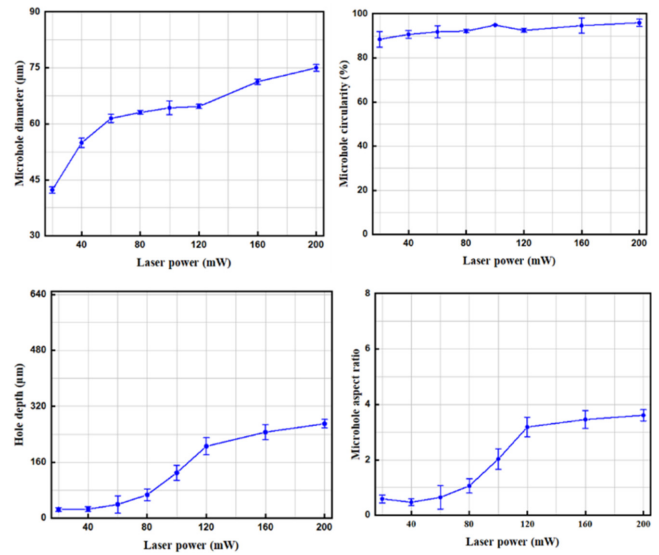 90
75
60
45
30
Microhole diameter (µm)
40 80 120 160 200
Laser power (mW)
100
80
60
40
20
0
Microhole circularity (%)
40 80 120 160 200
Laser power (mW)
640
480
320
160
0
Hole depth (µm)
40 80 120 160 200
Laser power (mW)
8
6
4
2
0
Microhole aspect ratio
40 80 120 160 200
Laser power (mW)